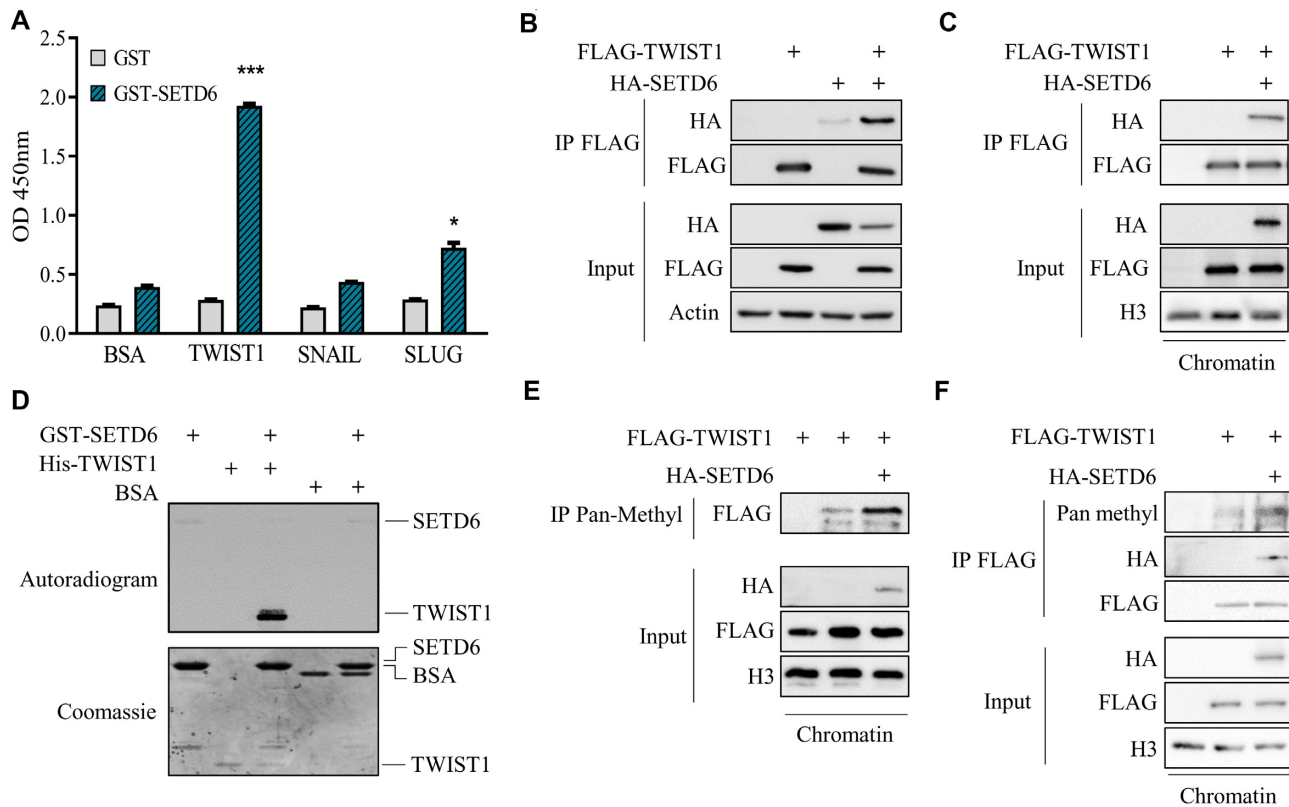 A
2.5
2.0
1.5
1.0
0.5
0.0
OD 450nm
GST
GST-SETD6
***
*
BSA TWIST1 SNAIL SLUG
B
FLAG-TWIST1 + +
HA-SETD6 + +
IP FLAG
HA
FLAG
Input
HA
FLAG
Actin
C
FLAG-TWIST1 + +
HA-SETD6 +
IP FLAG
HA
FLAG
Input
HA
FLAG
H3
Chromatin
D
GST-SETD6 + + +
His-TWIST1 + +
BSA + +
Autoradiogram
SETD6
TWIST1
Coomassie
SETD6
BSA
TWIST1
E
FLAG-TWIST1 + + +
HA-SETD6 +
IP Pan-Methyl FLAG
Input
HA
FLAG
H3
Chromatin
F
FLAG-TWIST1 + +
HA-SETD6 +
IP FLAG
Pan methyl
HA
FLAG
Input
HA
FLAG
H3
Chromatin